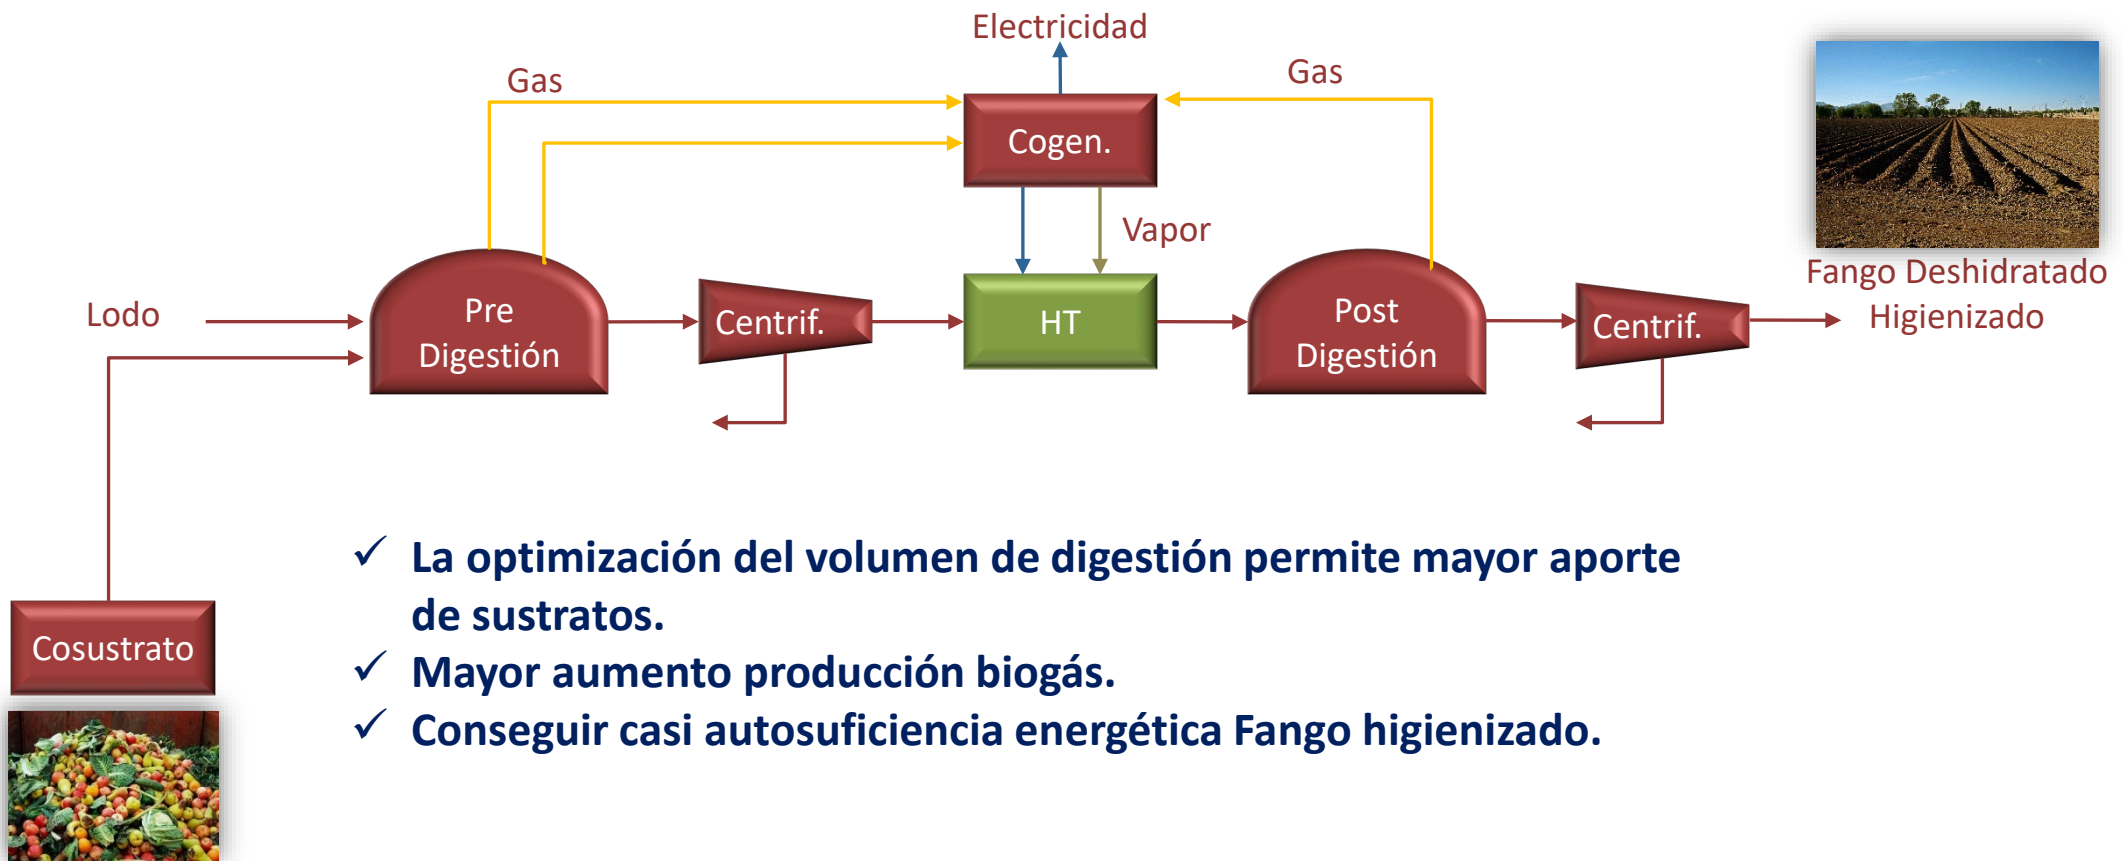 Electricidad
Gas
Gas
Cogen.
Vapor
Lodo
Pre
Digestión
Centrif.
HT
Post
Digestión
Centrif.
Fango Deshidratado
Higienizado
✓ La optimización del volumen de digestión permite mayor aporte
de sustratos.
✓ Mayor aumento producción biogás.
✓ Conseguir casi autosuficiencia energética Fango higienizado.
Cosustrato